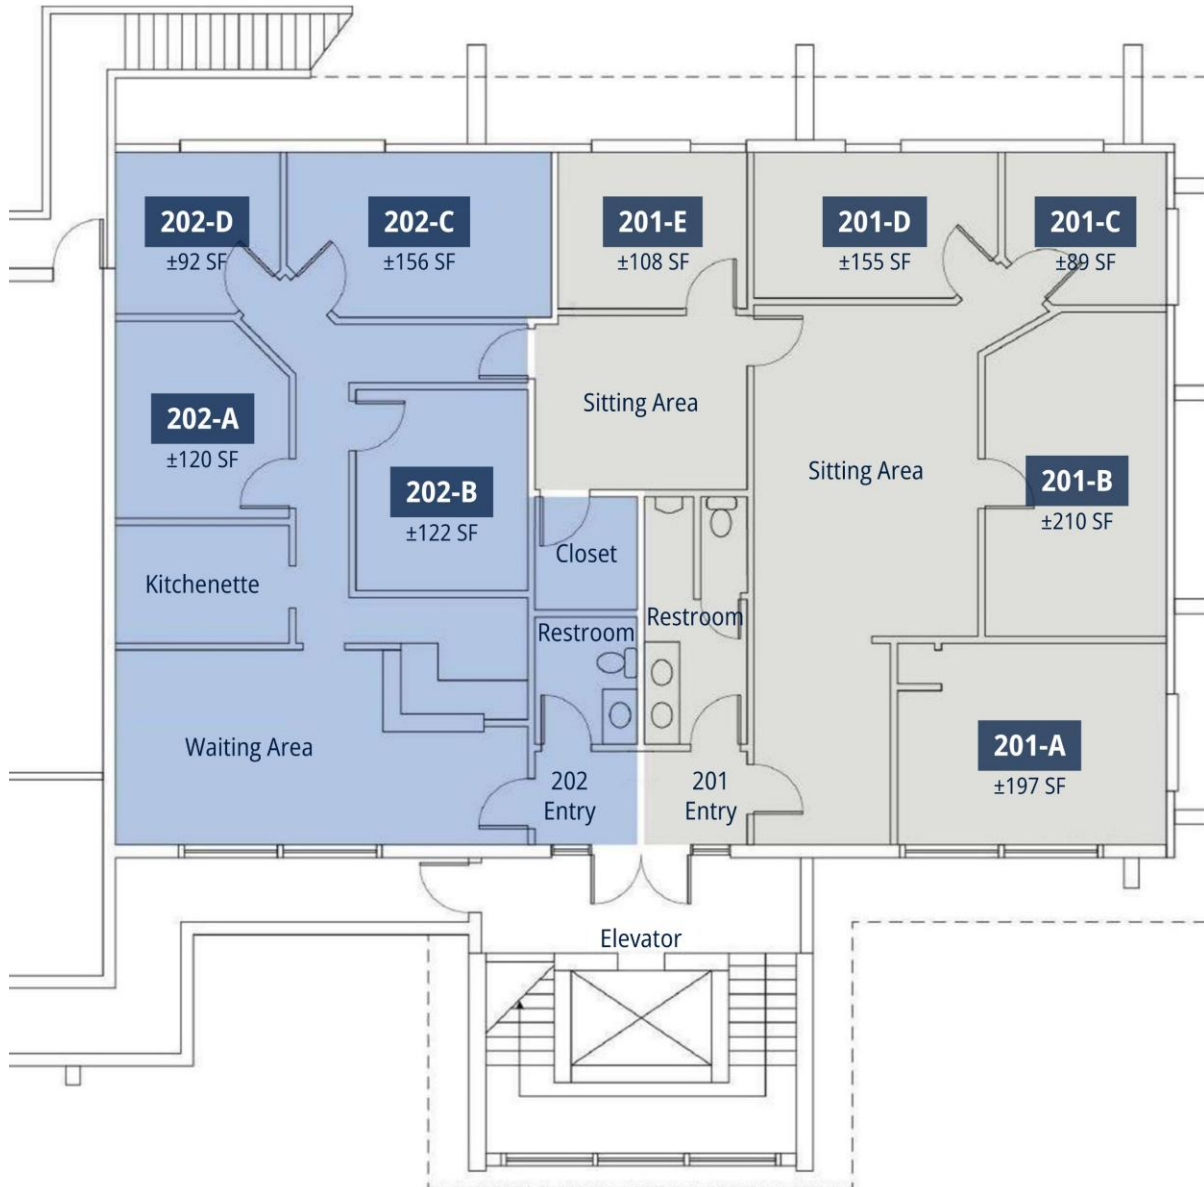 202-D
±92 SF
202-C
±156 SF
201-E
±108 SF
201-D
±155 SF
201-C
±89 SF
202-A
±120 SF
202-B
±122 SF
Sitting Area
Sitting Area
201-B
±210 SF
Kitchenette
Closet
Restroom
Restroom
Waiting Area
202
Entry
201
Entry
201-A
±197 SF
Elevator